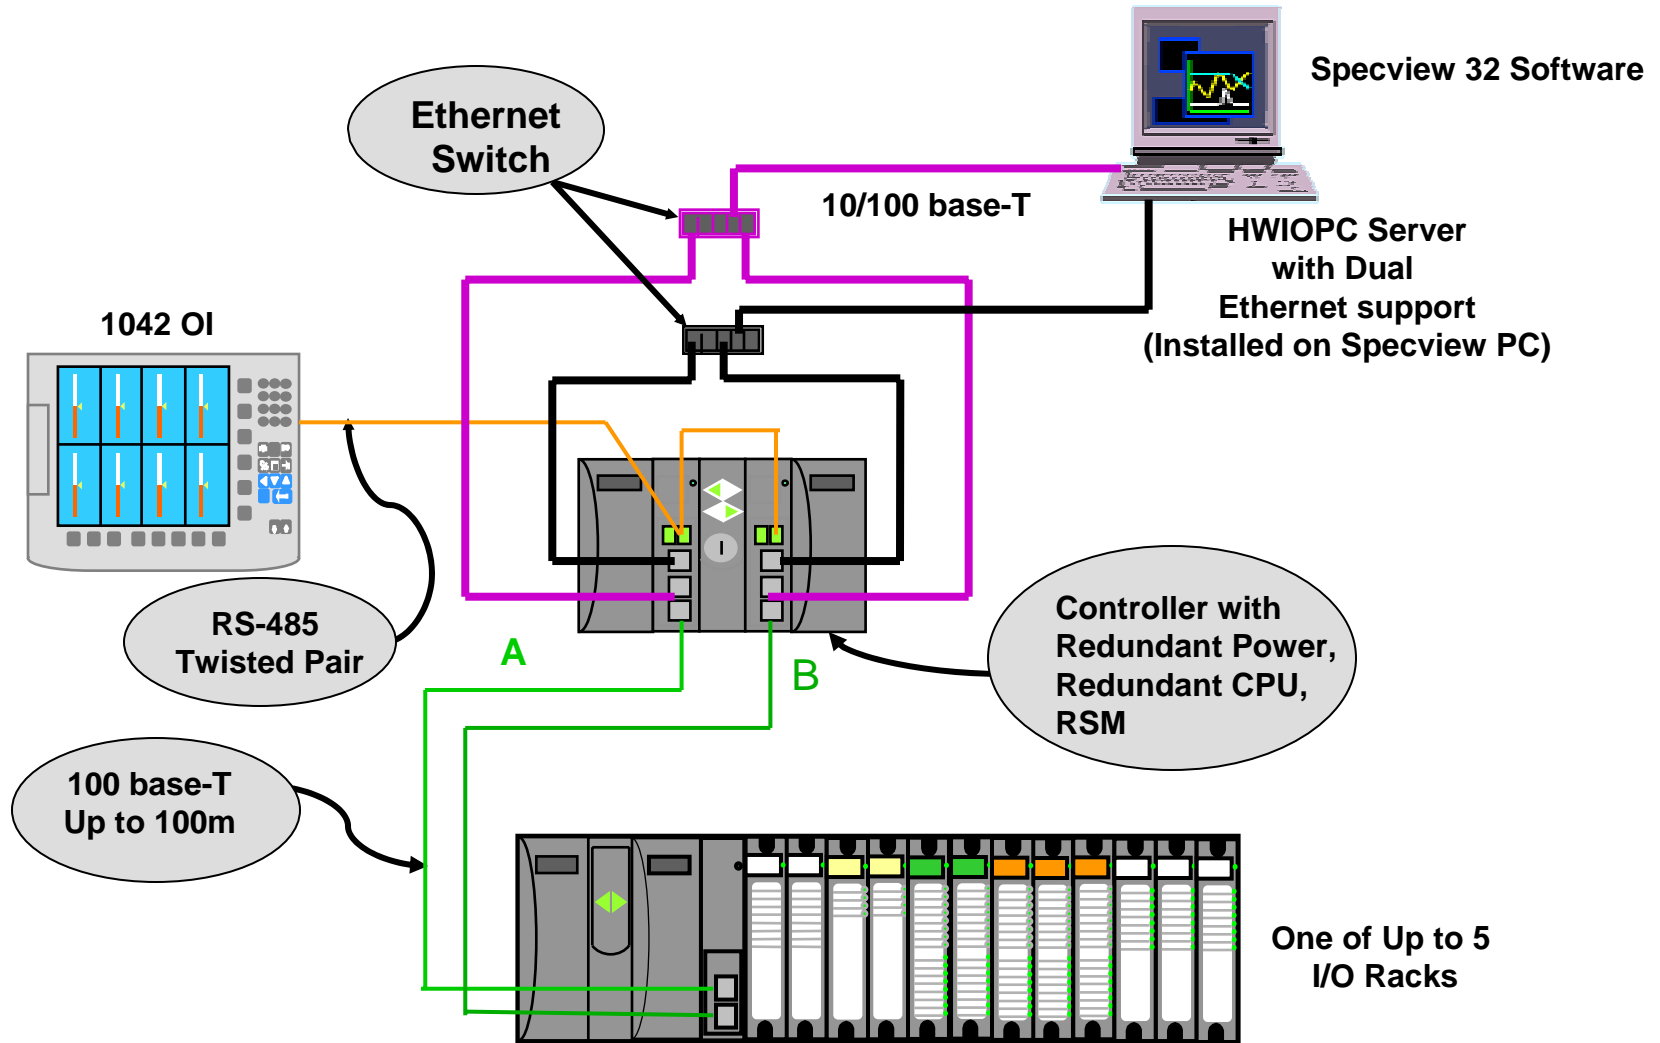 Specview 32 Software
Ethernet
Switch
10/100 base-T
HWIOPC Server
with Dual
Ethernet support
(Installed on Specview PC)
1042 OI
I
RS-485
Twisted Pair
A
B
Controller with
Redundant Power,
Redundant CPU,
RSM
100 base-T
Up to 100m
One of Up to 5
I/O Racks